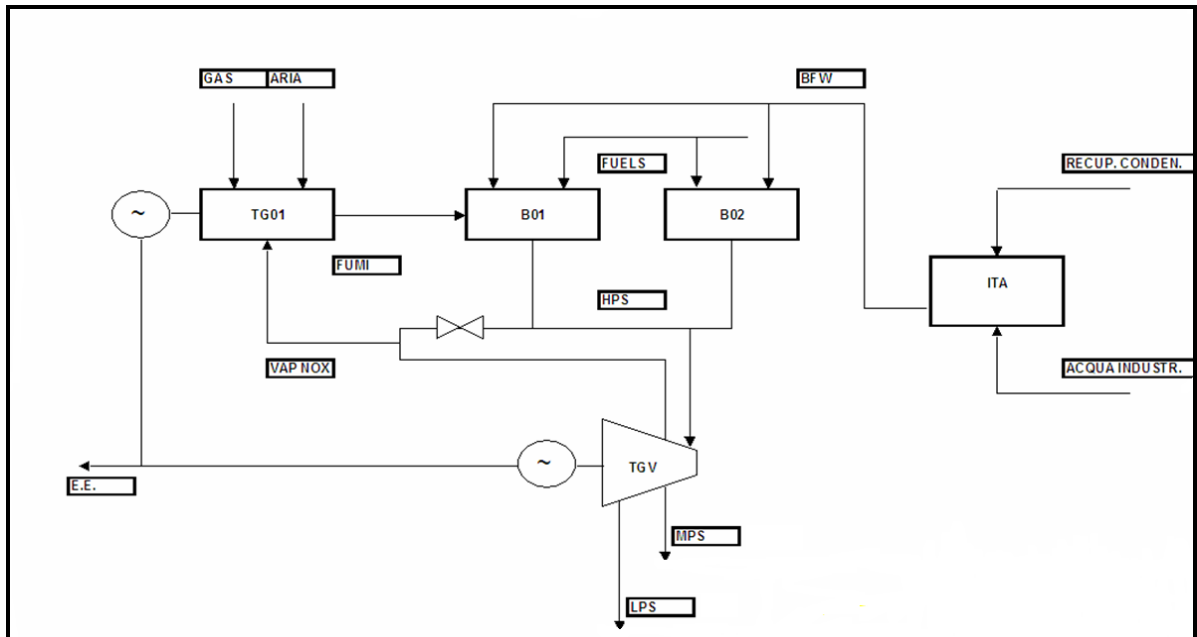 GAS
ARIA
BFW
FUELS
RECUP. CONDEN.
~
TG01
B01
B02
FUMI
ITA
HPS
VAP NOX
ACQUA INDUSTR.
~
TGV
E.E.
MPS
LPS